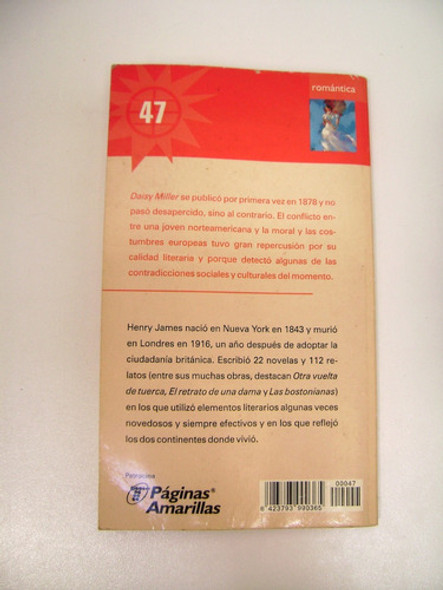 romántica
47
Daisy Miller se publicó por primera vez en 1878 y no
pasó desapercido, sino al contrario. El conflicto en-
tre una joven norteamericana y la moral y las cos-
tumbres europeas tuvo gran repercusión por su
calidad literaria y porque detectó algunas de las
contradicciones sociales y culturales del momento.
Henry James nació en Nueva York en 1843 y murió
en Londres en 1916, un año después de adoptar la
ciudadanía británica. Escribió 22 novelas y 112 re-
latos (entre sus muchas obras, destacan Otra vuelta
de tuerca, El retrato de una dama y Las bostonianas)
en los que utilizó elementos literarios algunas veces
novedosos y siempre efectivos y en los que reflejó
los dos continentes donde vivió.
Patrocina
Páginas®
Amarillas
00047
6 423793 990365